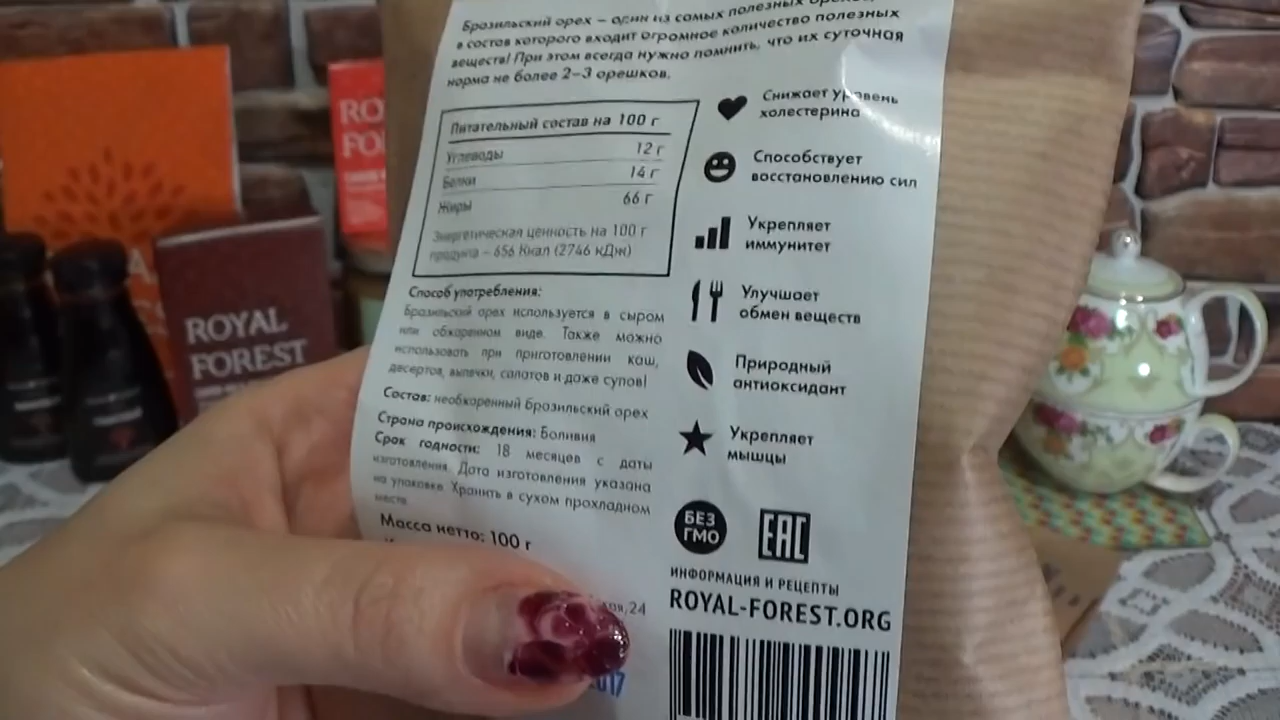 Бразильский орех – один из самых полезных орехов,
в состав которого входит огромное количество полезных
веществ! При этом всегда нужно помнить, что их суточная
норма не более 2–3 орешков.
Питательный состав на 100 г
Углеводы 12 г
Белки 14 г
Жиры 66 г
Энергетическая ценность на 100 г
продукта – 656 Ккал (2746 кДж)
Способ употребления:
Бразильский орех используется в сыром
или обжаренном виде. Также можно
использовать при приготовлении каш,
десертов, выпечки, салатов и даже супов!
Состав: необжаренный бразильский орех
Страна происхождения: Боливия
Срок годности: 18 месяцев с даты
изготовления. Дата изготовления указана
на упаковке. Хранить в сухом прохладном
месте.
Масса нетто: 100 г
24
2017
Снижает уровень
холестерина
Способствует
восстановлению сил
Укрепляет
иммунитет
Улучшает
обмен веществ
Природный
антиоксидант
Укрепляет
мышцы
БЕЗ
ГМО
EAC
ИНФОРМАЦИЯ И РЕЦЕПТЫ
ROYAL-FOREST.ORG
ROYAL
FOREST
RO
FO